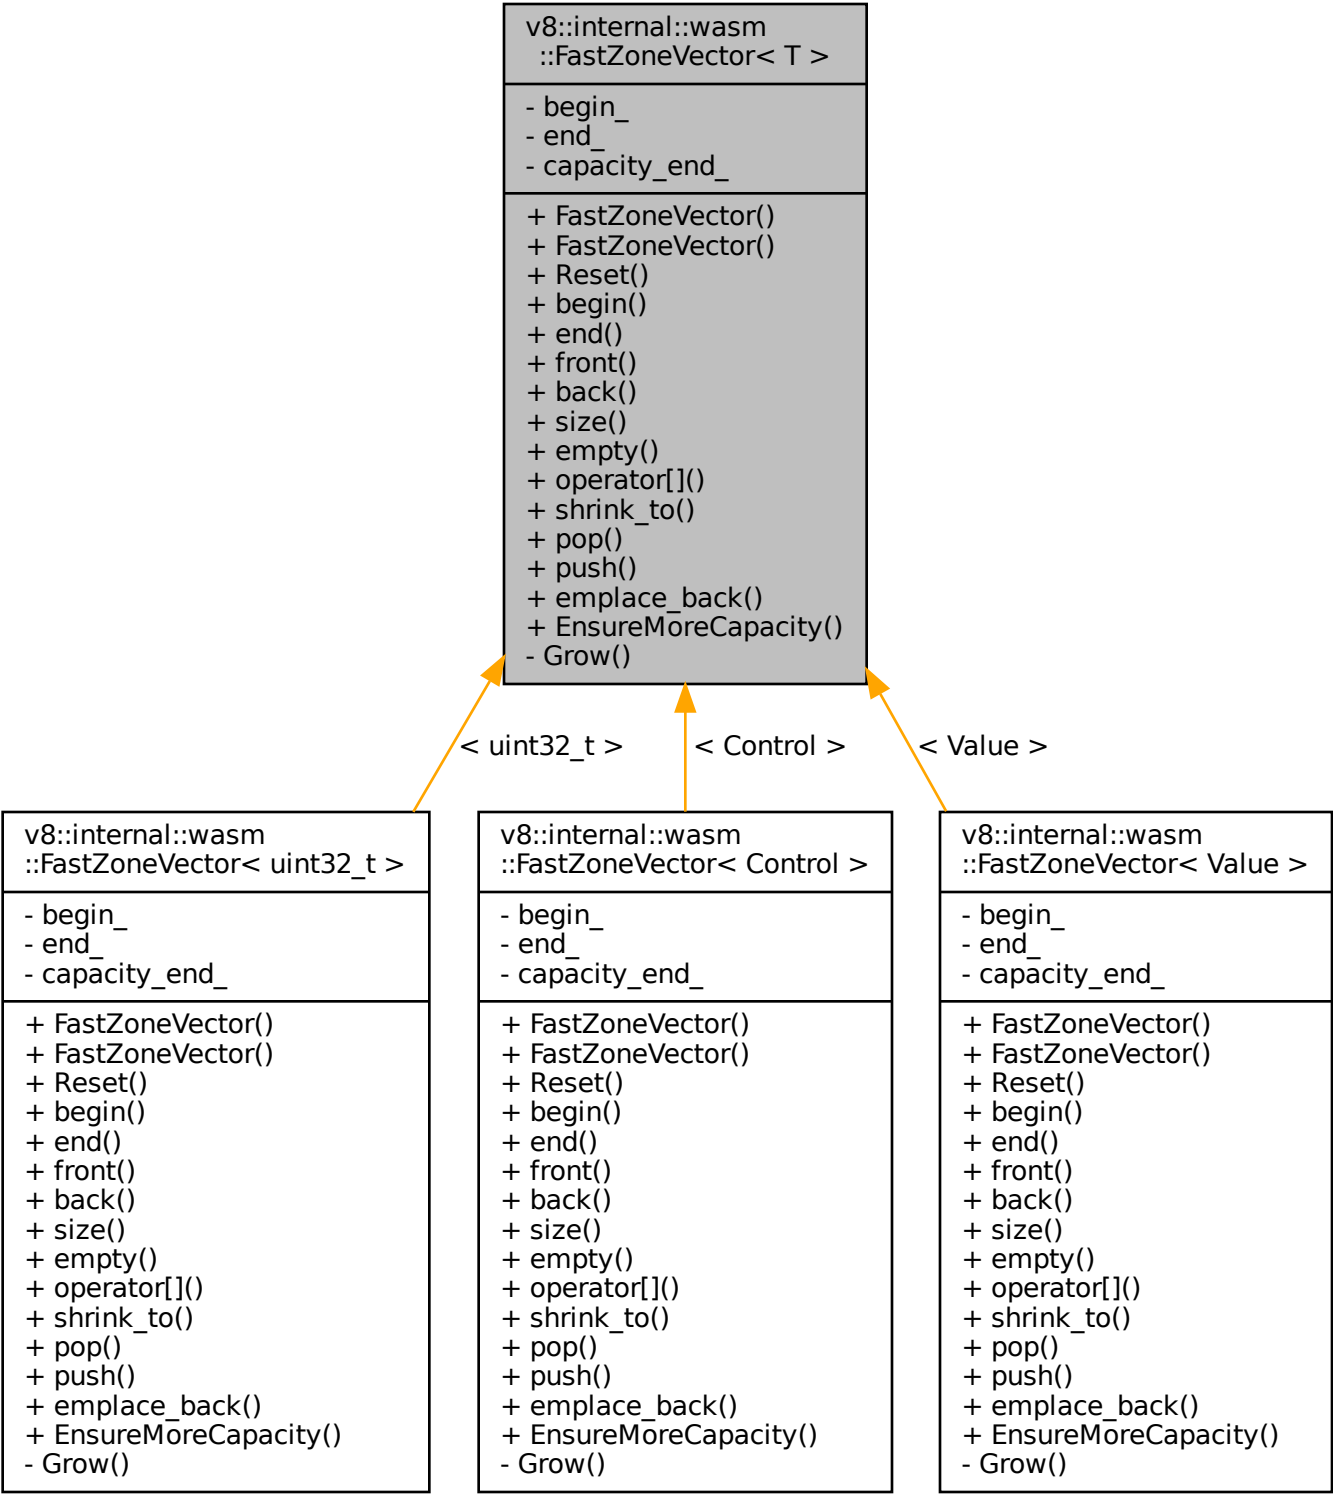 v8::internal::wasm
::FastZoneVector< T >
- begin_
- end_
- capacity_end_
+ FastZoneVector()
+ FastZoneVector()
+ Reset()
+ begin()
+ end()
+ front()
+ back()
+ size()
+ empty()
+ operator[]()
+ shrink_to()
+ pop()
+ push()
+ emplace_back()
+ EnsureMoreCapacity()
- Grow()
< uint32_t >
< Control >
< Value >
v8::internal::wasm
::FastZoneVector< uint32_t >
- begin_
- end_
- capacity_end_
+ FastZoneVector()
+ FastZoneVector()
+ Reset()
+ begin()
+ end()
+ front()
+ back()
+ size()
+ empty()
+ operator[]()
+ shrink_to()
+ pop()
+ push()
+ emplace_back()
+ EnsureMoreCapacity()
- Grow()
v8::internal::wasm
::FastZoneVector< Control >
- begin_
- end_
- capacity_end_
+ FastZoneVector()
+ FastZoneVector()
+ Reset()
+ begin()
+ end()
+ front()
+ back()
+ size()
+ empty()
+ operator[]()
+ shrink_to()
+ pop()
+ push()
+ emplace_back()
+ EnsureMoreCapacity()
- Grow()
v8::internal::wasm
::FastZoneVector< Value >
- begin_
- end_
- capacity_end_
+ FastZoneVector()
+ FastZoneVector()
+ Reset()
+ begin()
+ end()
+ front()
+ back()
+ size()
+ empty()
+ operator[]()
+ shrink_to()
+ pop()
+ push()
+ emplace_back()
+ EnsureMoreCapacity()
- Grow()